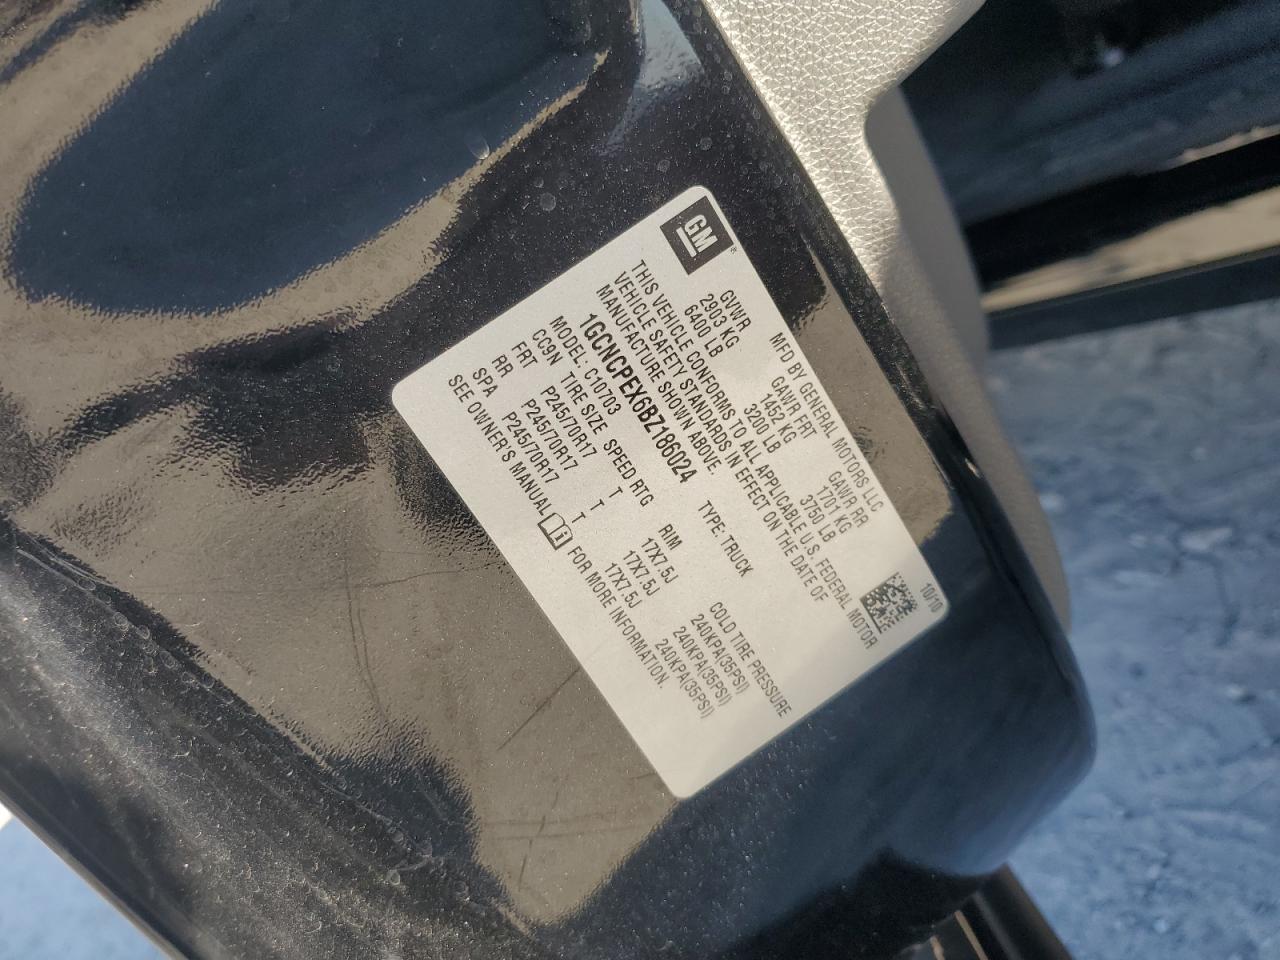 GM
®
MFD BY GENERAL MOTORS LLC 10/10
GVWR GAWR FRT GAWR RR
2903 KG 1452 KG 1701 KG
6400 LB 3200 LB 3750 LB
THIS VEHICLE CONFORMS TO ALL APPLICABLE U.S. FEDERAL MOTOR
VEHICLE SAFETY STANDARDS IN EFFECT ON THE DATE OF
MANUFACTURE SHOWN ABOVE.
1GCNCPEX6BZ186024 TYPE: TRUCK
MODEL: C10703
CC9N TIRE SIZE SPEED RTG RIM COLD TIRE PRESSURE
FRT P245/70R17 T 17X7.5J 240KPA(35PSI)
RR P245/70R17 T 17X7.5J 240KPA(35PSI)
SPA P245/70R17 T 17X7.5J 240KPA(35PSI)
SEE OWNER'S MANUAL i FOR MORE INFORMATION.